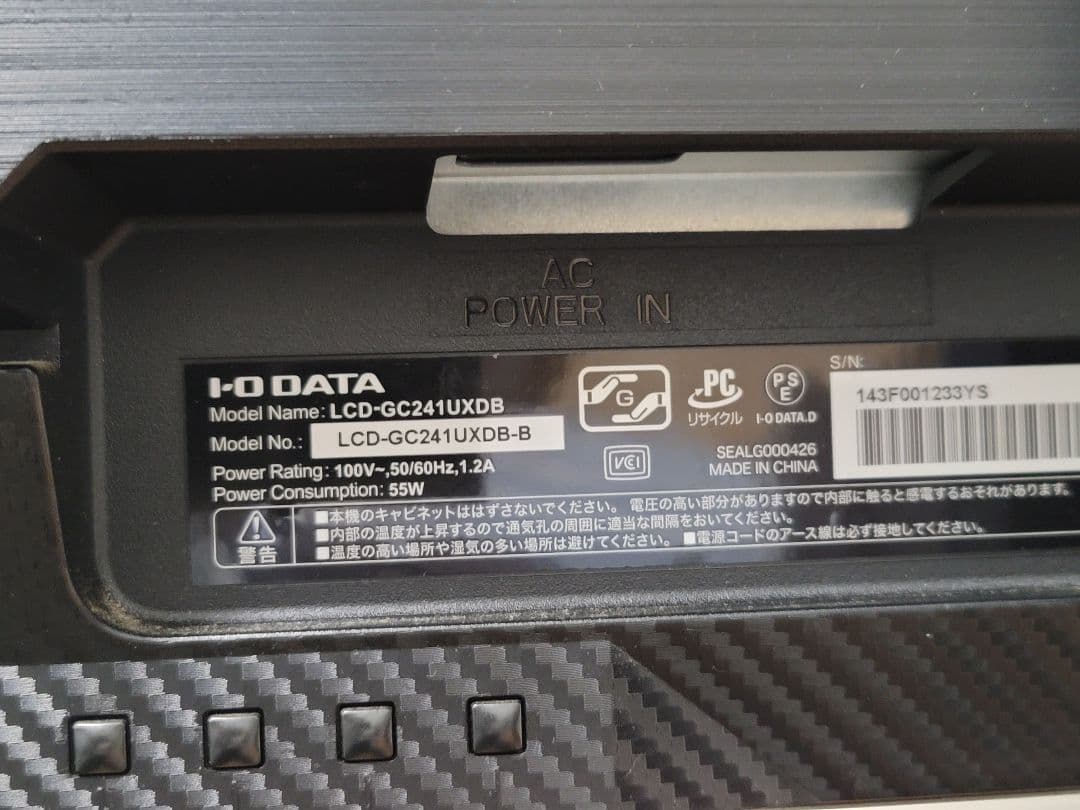 AC
POWER IN
I-O DATA
Model Name: LCD-GC241UXDB
Model No.: LCD-GC241UXDB-B
Power Rating: 100V~,50/60Hz,1.2A
Power Consumption: 55W
G
PC
リサイクル
PS
E
I-O DATA.D
VCI
SEALG000426
MADE IN CHINA
S/N:
143F001233YS
警告
■本機のキャビネットははずさないでください。 電圧の高い部分がありますので内部に触ると感電するおそれがあります。
■内部の温度が上昇するので通気孔の周囲に適当な間隔をおいてください。
■温度の高い場所や湿気の多い場所は避けてください。 ■電源コードのアース線は必ず接地してください。